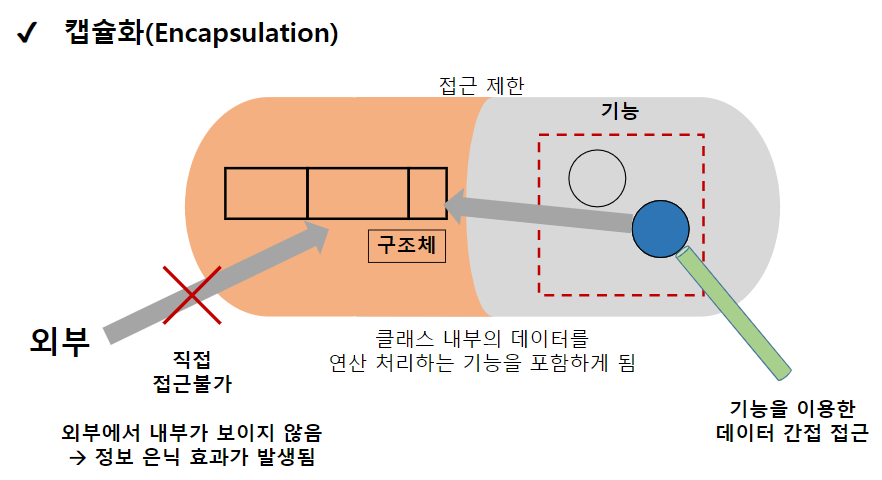 ✓ 캡슐화(Encapsulation)
접근 제한
기능
구조체
외부
직접
접근불가
클래스 내부의 데이터를
연산 처리하는 기능을 포함하게 됨
외부에서 내부가 보이지 않음
→ 정보 은닉 효과가 발생됨
기능을 이용한
데이터 간접 접근